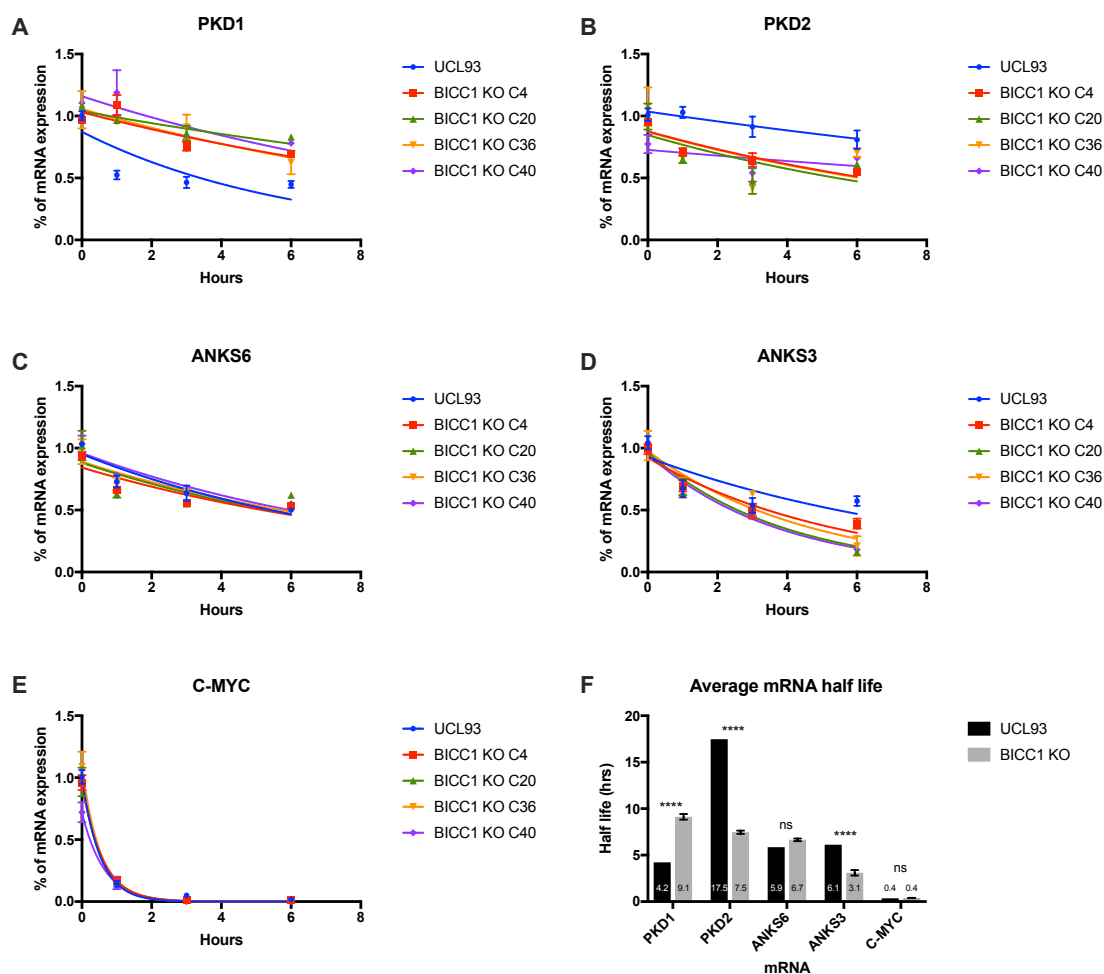 A
PKD1
% of mRNA expression
1.5
1.0
0.5
0.0
0 2 4 6 8
Hours
UCL93
BICC1 KO C4
BICC1 KO C20
BICC1 KO C36
BICC1 KO C40
B
PKD2
% of mRNA expression
1.5
1.0
0.5
0.0
0 2 4 6 8
Hours
UCL93
BICC1 KO C4
BICC1 KO C20
BICC1 KO C36
BICC1 KO C40
C
ANKS6
% of mRNA expression
1.5
1.0
0.5
0.0
0 2 4 6 8
Hours
UCL93
BICC1 KO C4
BICC1 KO C20
BICC1 KO C36
BICC1 KO C40
D
ANKS3
% of mRNA expression
1.5
1.0
0.5
0.0
0 2 4 6 8
Hours
UCL93
BICC1 KO C4
BICC1 KO C20
BICC1 KO C36
BICC1 KO C40
E
C-MYC
% of mRNA expression
1.5
1.0
0.5
0.0
0 2 4 6 8
Hours
UCL93
BICC1 KO C4
BICC1 KO C20
BICC1 KO C36
BICC1 KO C40
F
Average mRNA half life
Half life (hrs)
20
15
10
5
0
**** **** ns **** ns
4.2 9.1 17.5 7.5 5.9 6.7 6.1 3.1 0.4 0.4
PKD1 PKD2 ANKS6 ANKS3 C-MYC
mRNA
UCL93
BICC1 KO